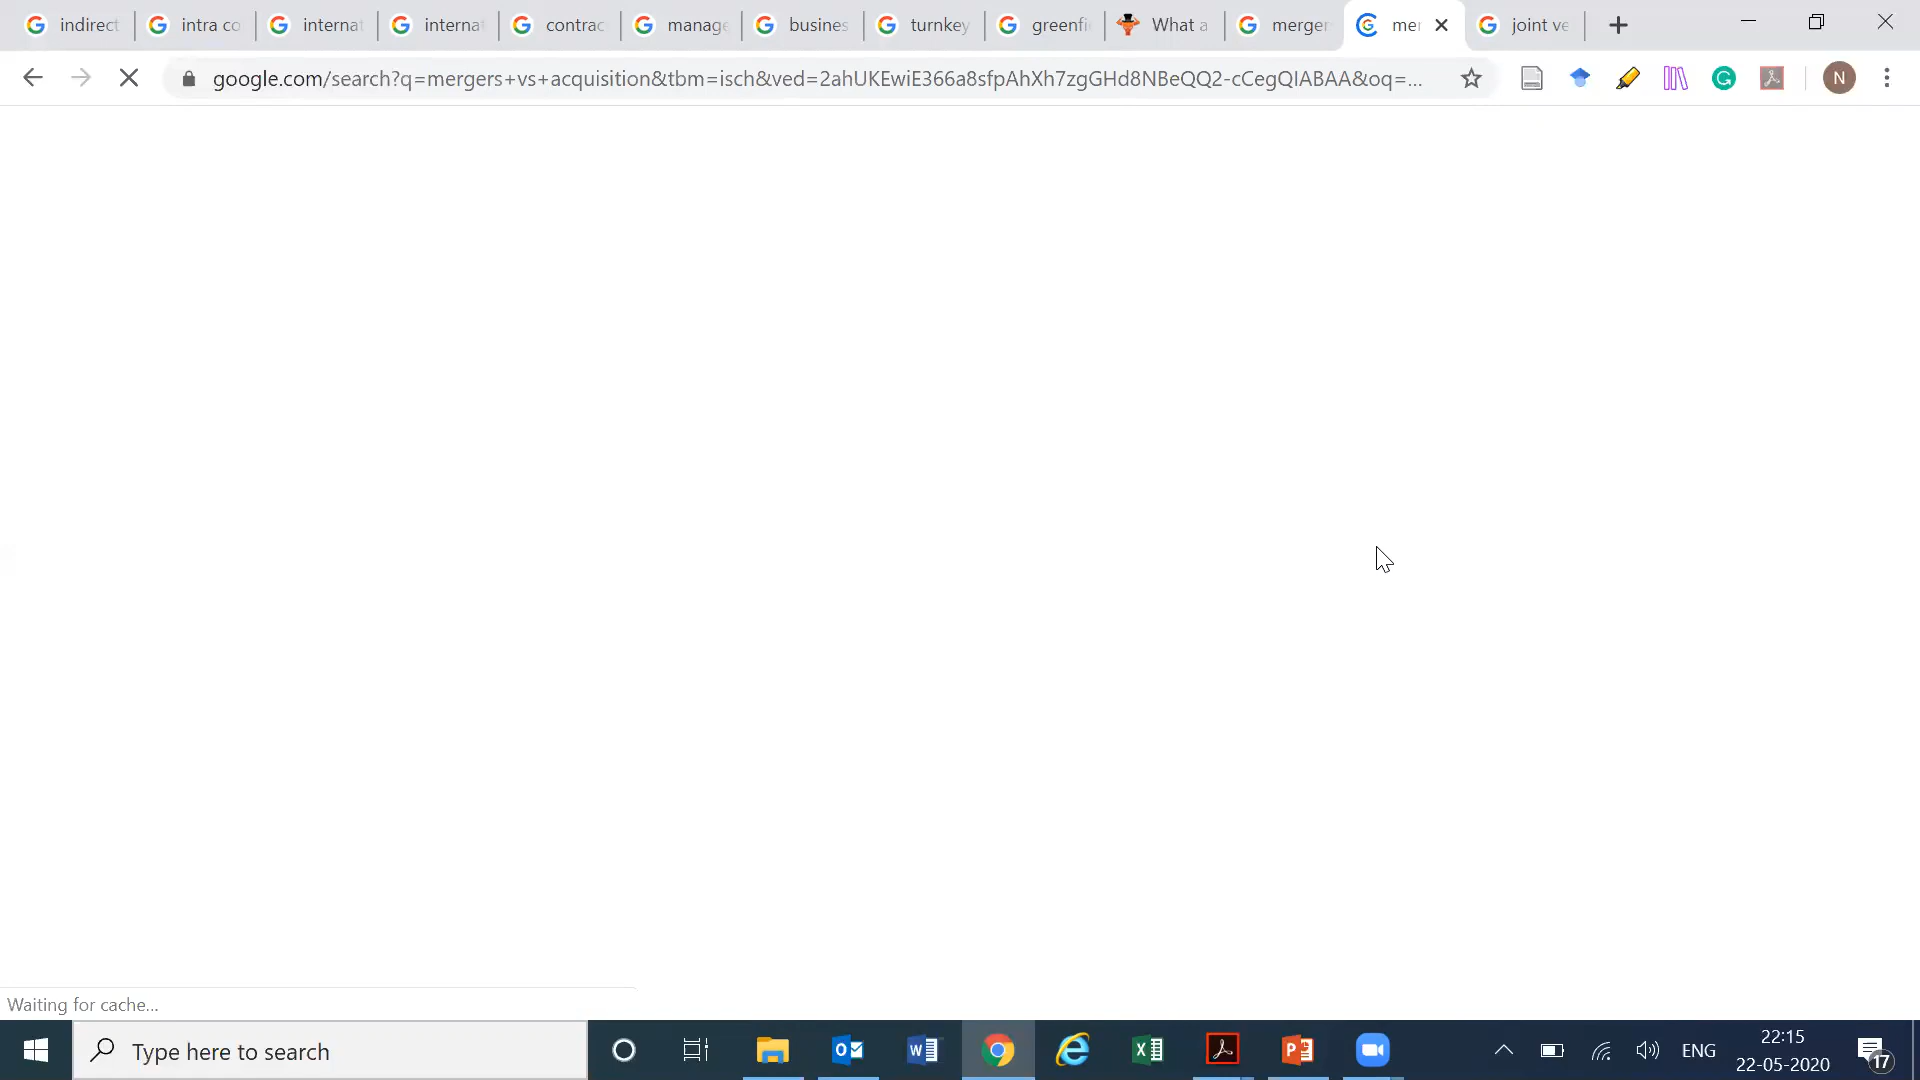 indirect
intra co
internat
internat
contrac
manage
busines
turnkey
greenfi
What a
merger
mer
joint ve
google.com/search?q=mergers+vs+acquisition&tbm=isch&ved=2ahUKEwiE366a8sfpAhXh7zgGHd8NBeQQ2-cCegQIABAA&oq=...
N
Waiting for cache...
Type here to search
ENG
22:15
22-05-2020
17